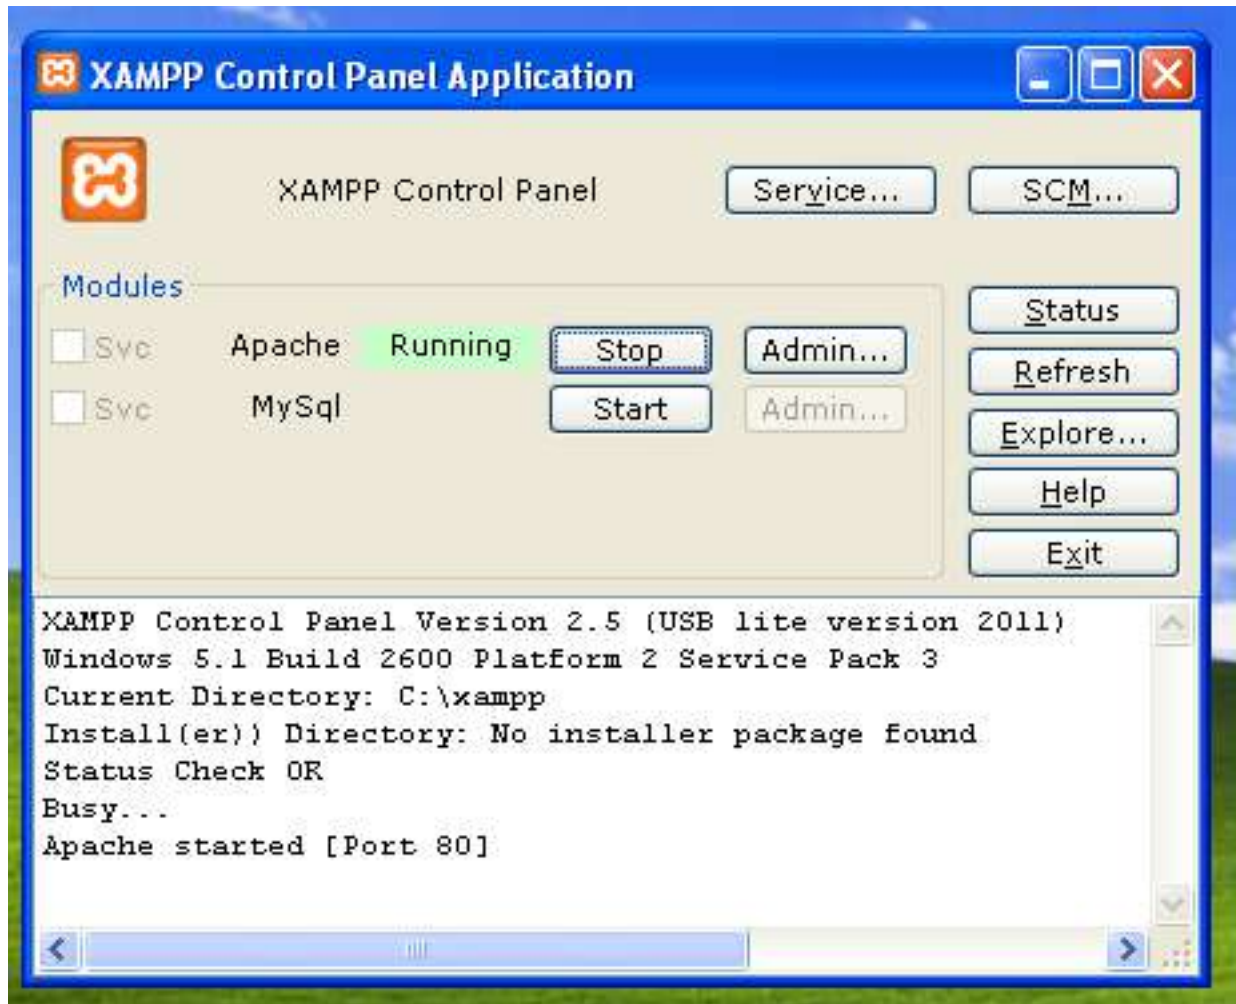 XAMPP Control Panel Application
XAMPP Control Panel Service... SCM...
Modules
Svc Apache Running Stop Admin...
Svc MySql Start Admin...
Status
Refresh
Explore...
Help
Exit
XAMPP Control Panel Version 2.5 (USB lite version 2011)
Windows 5.1 Build 2600 Platform 2 Service Pack 3
Current Directory: C:\xampp
Install(er)) Directory: No installer package found
Status Check OK
Busy...
Apache started [Port 80]